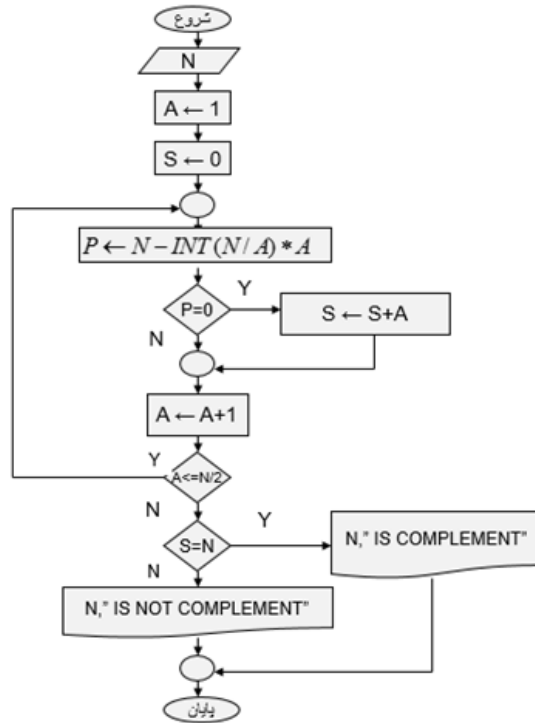 شروع
N
A ← 1
S ← 0
P ← N – INT (N / A) * A
P=0
Y
S ← S+A
N
A ← A+1
Y
A<=N/2
N
Y
S=N
N," IS COMPLEMENT"
N
N," IS NOT COMPLEMENT"
پایان